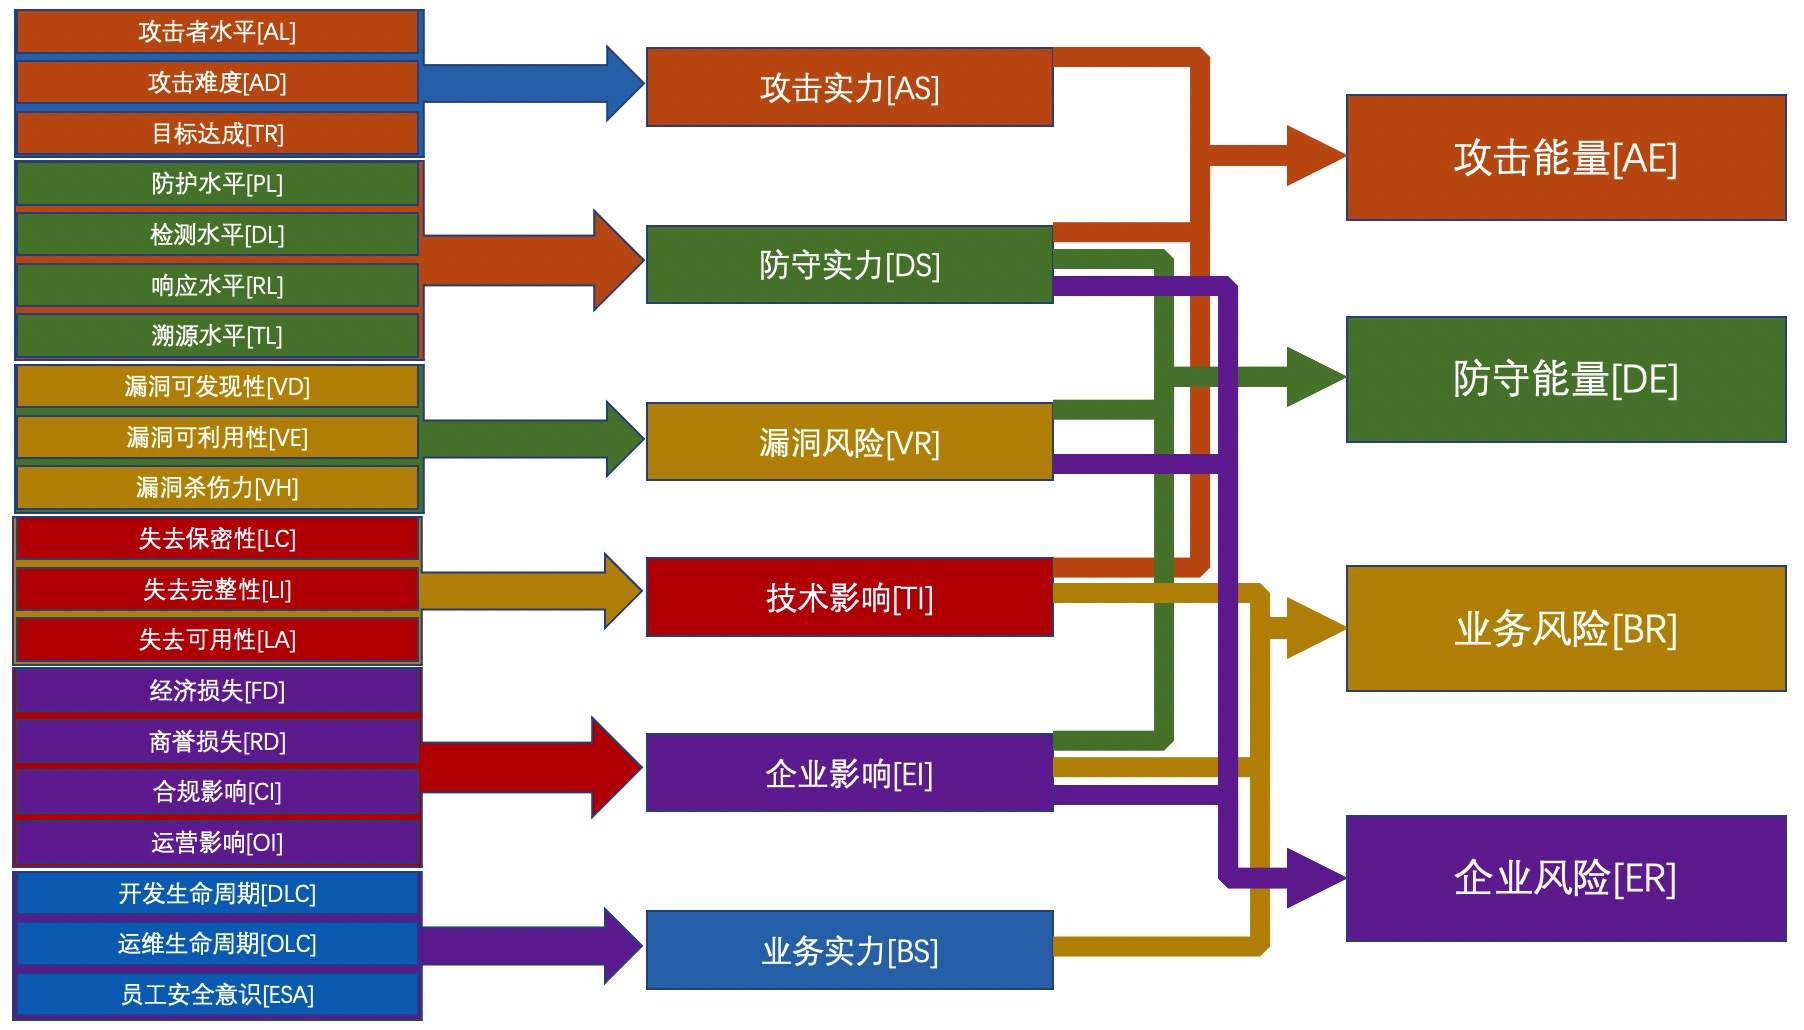 攻击者水平[AL]
攻击难度[AD]
目标达成[TR]
防护水平[PL]
检测水平[DL]
响应水平[RL]
溯源水平[TL]
漏洞可发现性[VD]
漏洞可利用性[VE]
漏洞杀伤力[VH]
失去保密性[LC]
失去完整性[LI]
失去可用性[LA]
经济损失[FD]
商誉损失[RD]
合规影响[CI]
运营影响[OI]
开发生命周期[DLC]
运维生命周期[OLC]
员工安全意识[ESA]
攻击实力[AS]
防守实力[DS]
漏洞风险[VR]
技术影响[TI]
企业影响[EI]
业务实力[BS]
攻击能量[AE]
防守能量[DE]
业务风险[BR]
企业风险[ER]